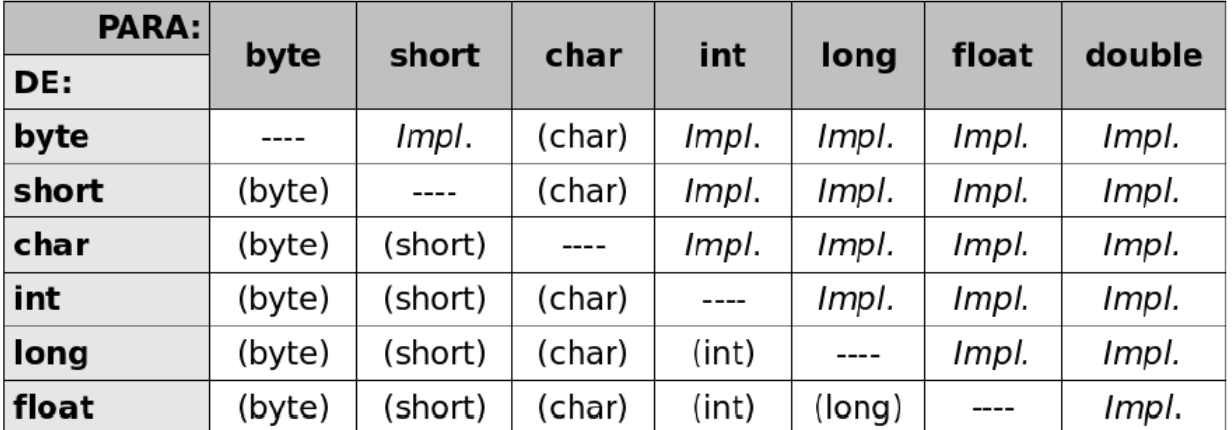 PARA: byte short char int long float double
DE:
byte ---- Impl. (char) Impl. Impl. Impl. Impl.
short (byte) ---- (char) Impl. Impl. Impl. Impl.
char (byte) (short) ---- Impl. Impl. Impl. Impl.
int (byte) (short) (char) ---- Impl. Impl. Impl.
long (byte) (short) (char) (int) ---- Impl. Impl.
float (byte) (short) (char) (int) (long) ---- Impl.